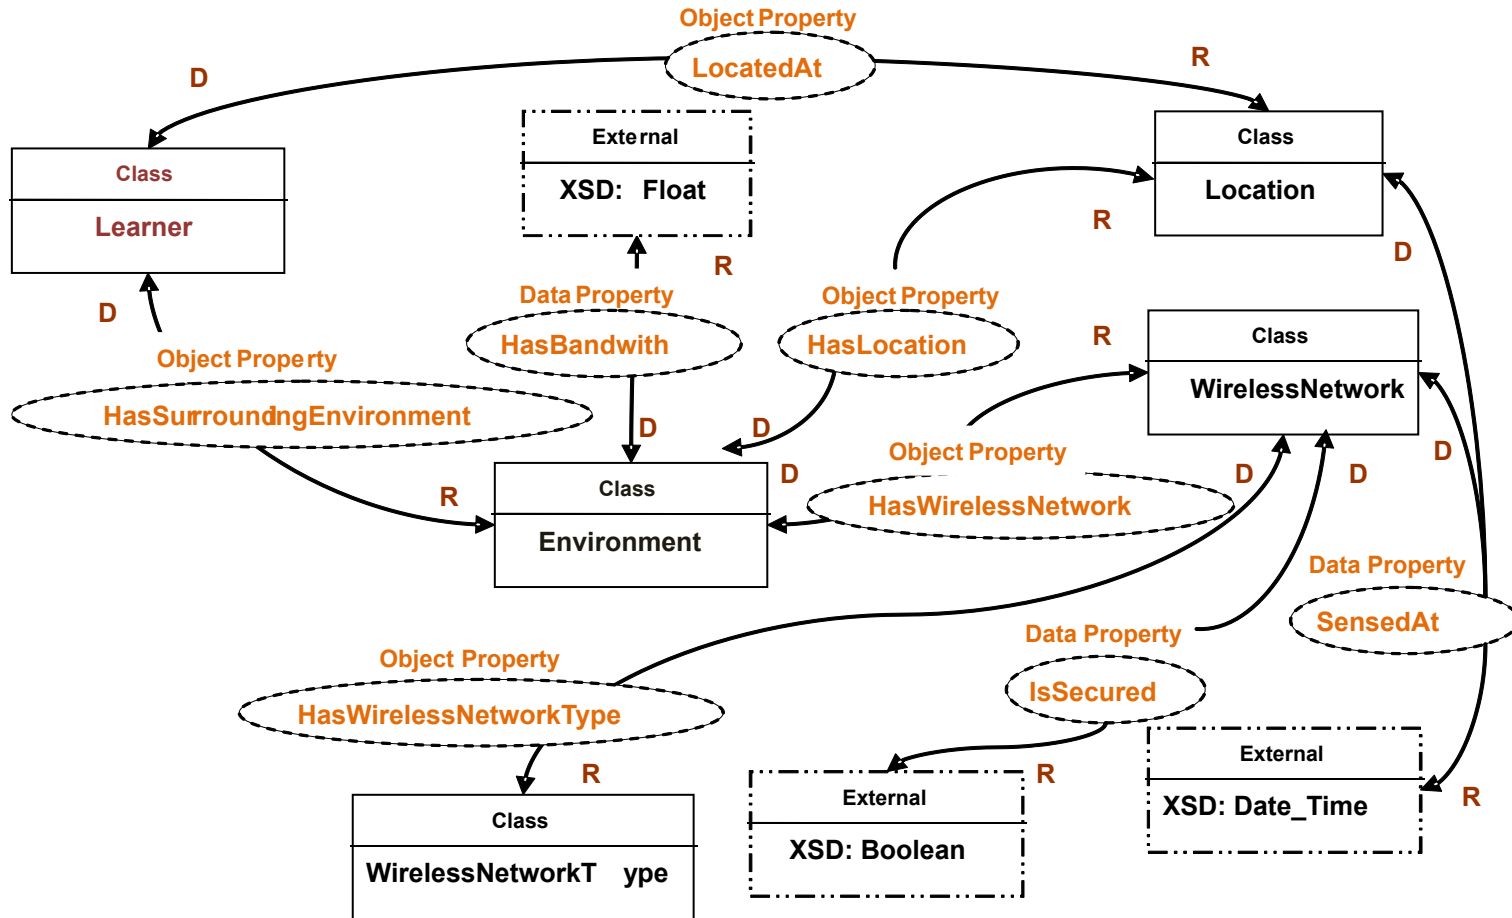 Object Property
LocatedAt
D
R
External
XSD: Float
Class
Location
Class
Learner
R
R
D
D
Data Property
HasBandwith
Object Property
HasLocation
R
Class
WirelessNetwork
Object Property
HasSurroundingEnvironment
D
D
Object Property
D
D
D
D
R
Class
Environment
HasWirelessNetwork
Data Property
SensedAt
Data Property
IsSecured
Object Property
HasWirelessNetworkType
R
R
R
External
XSD: Date_Time
External
XSD: Boolean
Class
WirelessNetworkT ype